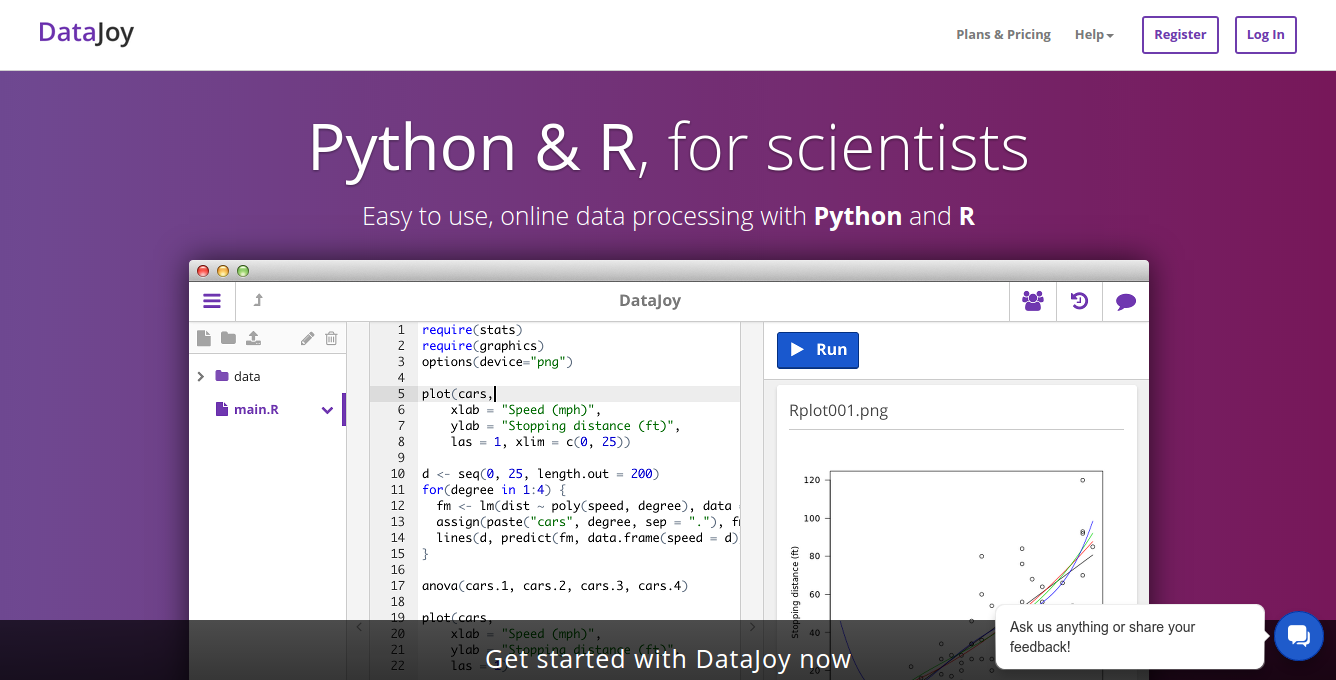 DataJoy
Plans & Pricing
Help
Register
Log In
Python & R, for scientists
Easy to use, online data processing with Python and R
DataJoy
data
main.R
1 require(stats)
2 require(graphics)
3 options(device="png")
4
5 plot(cars,
6 xlab = "Speed (mph)",
7 ylab = "Stopping distance (ft)",
8 las = 1, xlim = c(0, 25))
9
10 d <- seq(0, 25, length.out = 200)
11 for(degree in 1:4) {
12 fm <- lm(dist ~ poly(speed, degree), data
13 assign(paste("cars", degree, sep = "."), f
14 lines(d, predict(fm, data.frame(speed = d)
15 }
16
17 anova(cars.1, cars.2, cars.3, cars.4)
18
19 plot(cars,
20 xlab = "Speed (mph)",
21 ylab = "Stopping distance (ft)",
22 las =
Run
Rplot001.png
120
100
80
60
40
20
Stopping distance (ft)
Get started with DataJoy now
Ask us anything or share your
feedback!